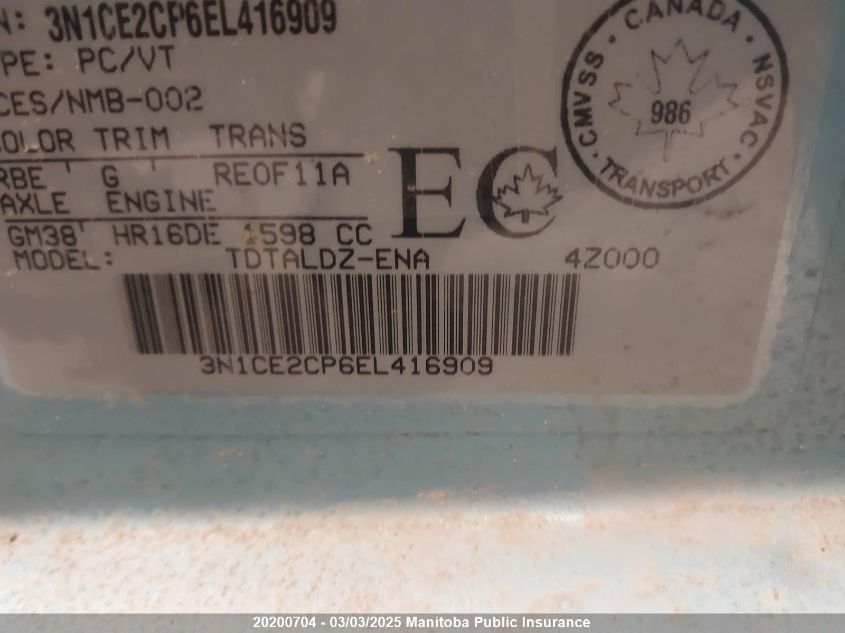 N: 3N1CE2CP6EL416909
PE: PC/VT
CES/NMB-002
COLOR TRIM TRANS
RBE G RE0F11A
AXLE ENGINE
GM38 HR16DE 1598 CC
MODEL: TDTALDZ-ENA 4Z000
3N1CE2CP6EL416909
EC
CANADA
CMVSS · NSVAC
986
TRANSPORT
20200704 - 03/03/2025 Manitoba Public Insurance